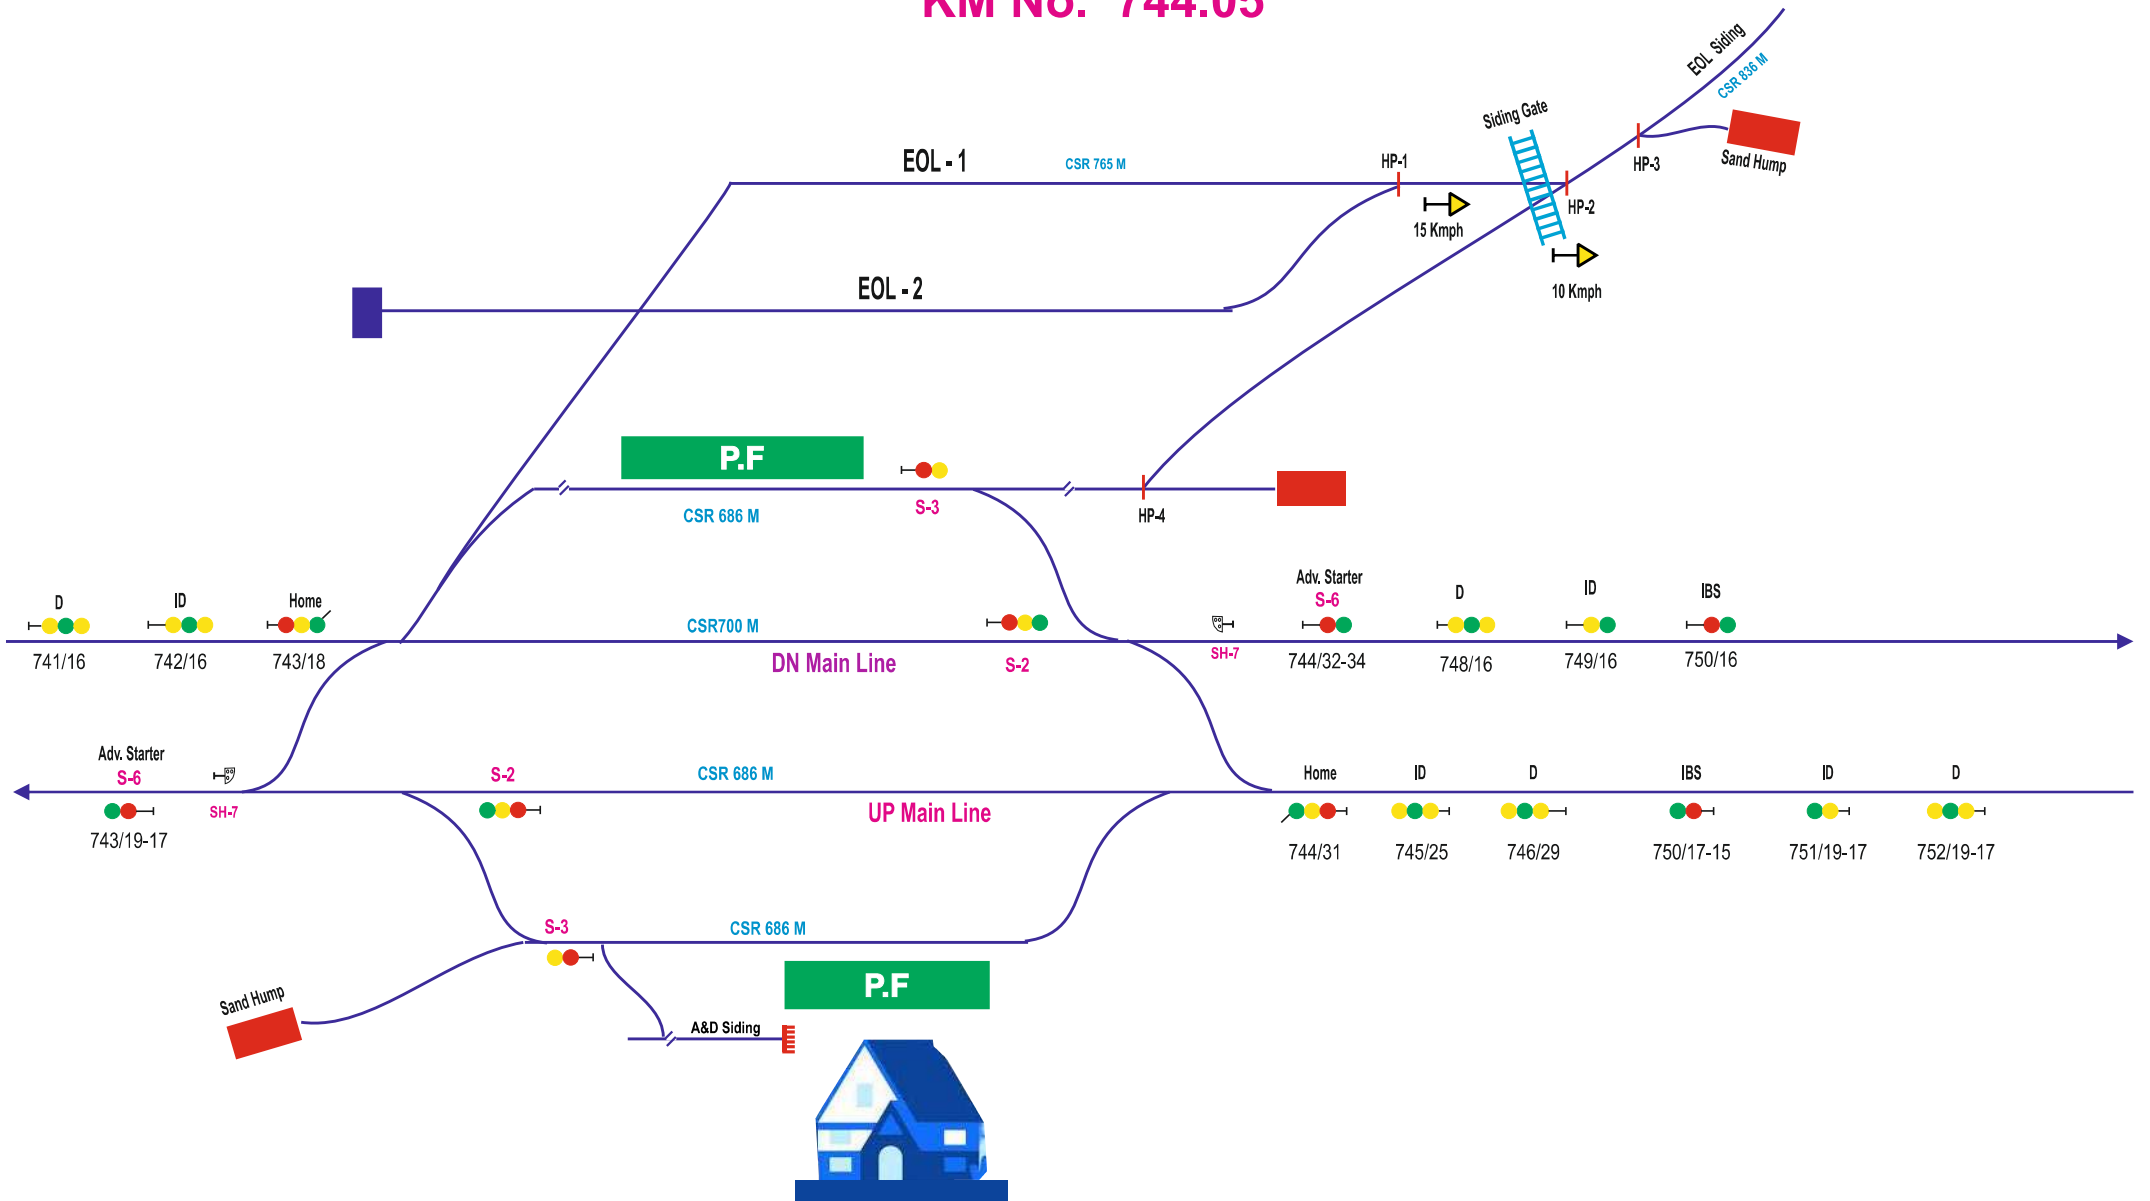 KM No. 744.05
EOL Siding
CSR 836 M
Siding Gate
Sand Hump
EOL - 1
CSR 765 M
HP-1
HP-3
HP-2
15 Kmph
10 Kmph
EOL - 2
P.F
S-3
CSR 686 M
HP-4
D
ID
Home
CSR700 M
DN Main Line
S-2
SH-7
Adv. Starter
S-6
D
ID
IBS
741/16
742/16
743/18
744/32-34
748/16
749/16
750/16
Adv. Starter
S-6
SH-7
743/19-17
S-2
CSR 686 M
UP Main Line
Home
ID
D
IBS
ID
D
744/31
745/25
746/29
750/17-15
751/19-17
752/19-17
S-3
CSR 686 M
P.F
Sand Hump
A&D Siding